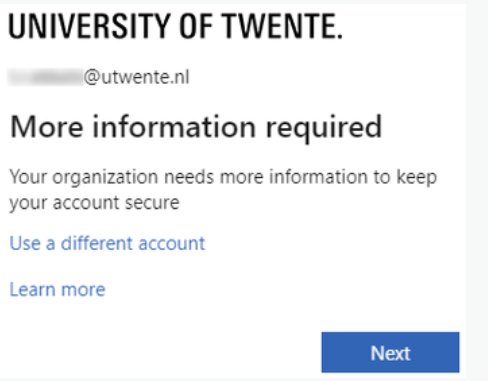 UNIVERSITY OF TWENTE.
@utwente.nl
More information required
Your organization needs more information to keep
your account secure
Use a different account
Learn more
Next